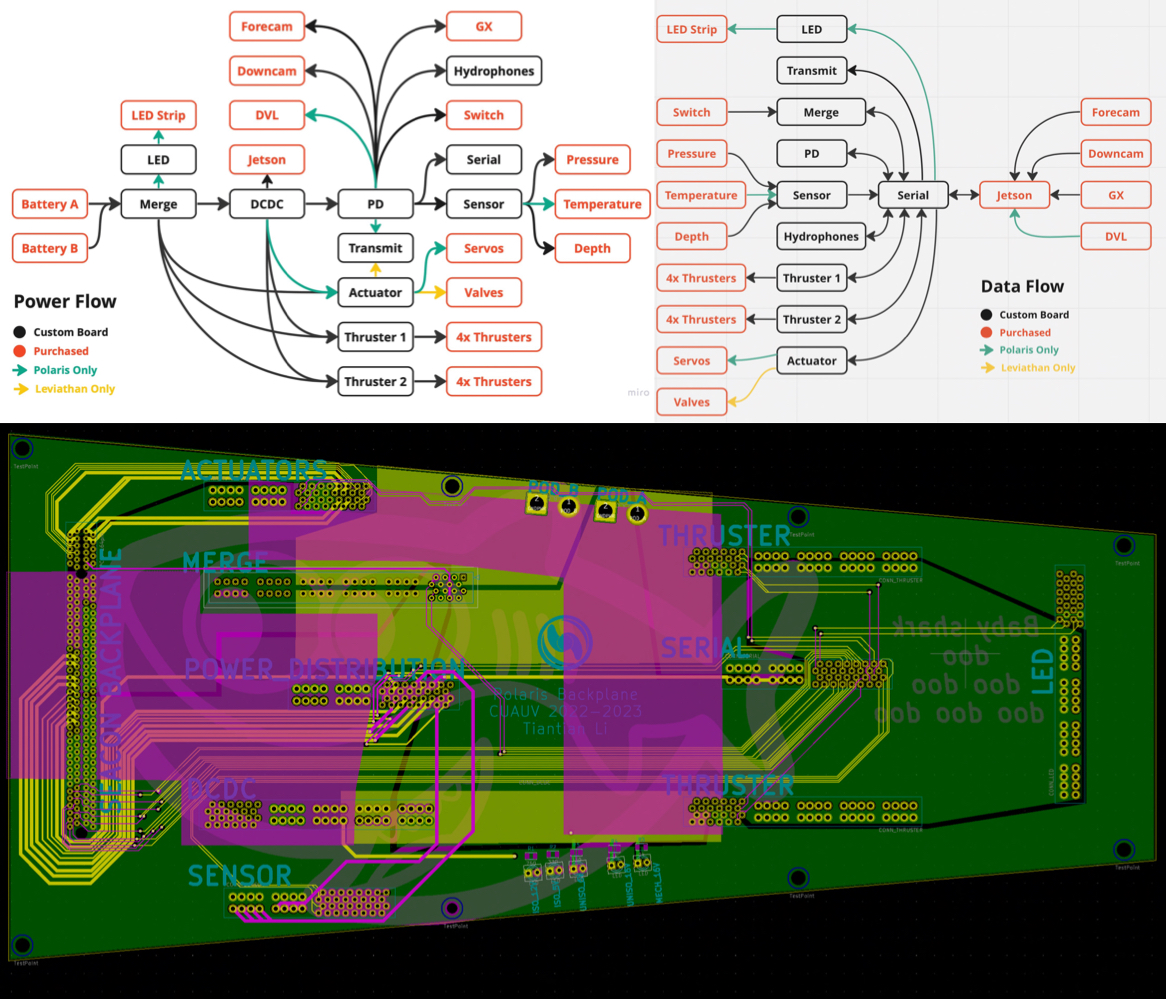 Forecam
GX
Downcam
Hydrophones
LED Strip
DVL
Switch
LED
Jetson
Serial
Pressure
Battery A
Merge
DCDC
PD
Sensor
Temperature
Battery B
Transmit
Servos
Depth
Actuator
Valves
Thruster 1
4x Thrusters
Thruster 2
4x Thrusters
Power Flow
Custom Board
Purchased
Polaris Only
Leviathan Only
miro
LED Strip
LED
Transmit
Switch
Merge
Forecam
Pressure
PD
Downcam
Temperature
Sensor
Serial
Jetson
GX
Depth
Hydrophones
DVL
4x Thrusters
Thruster 1
4x Thrusters
Thruster 2
Servos
Actuator
Valves
Data Flow
Custom Board
Purchased
Polaris Only
Leviathan Only
TestPoint
ACTUATORS
POD_B
POD_A
THRUSTER
TestPoint
TestPoint
MERGE
CONN_THRUSTER
SEACON BACKPLANE
Baby shark
doo
doo doo
doo doo doo
SERIAL
LED
POWER DISTRIBUTION
Polaris Backplane
CUAUV 2022-2023
Tiantian Li
DCDC
THRUSTER
CONN_THRUSTER
SENSOR
TestPoint
TestPoint
TestPoint
TestPoint